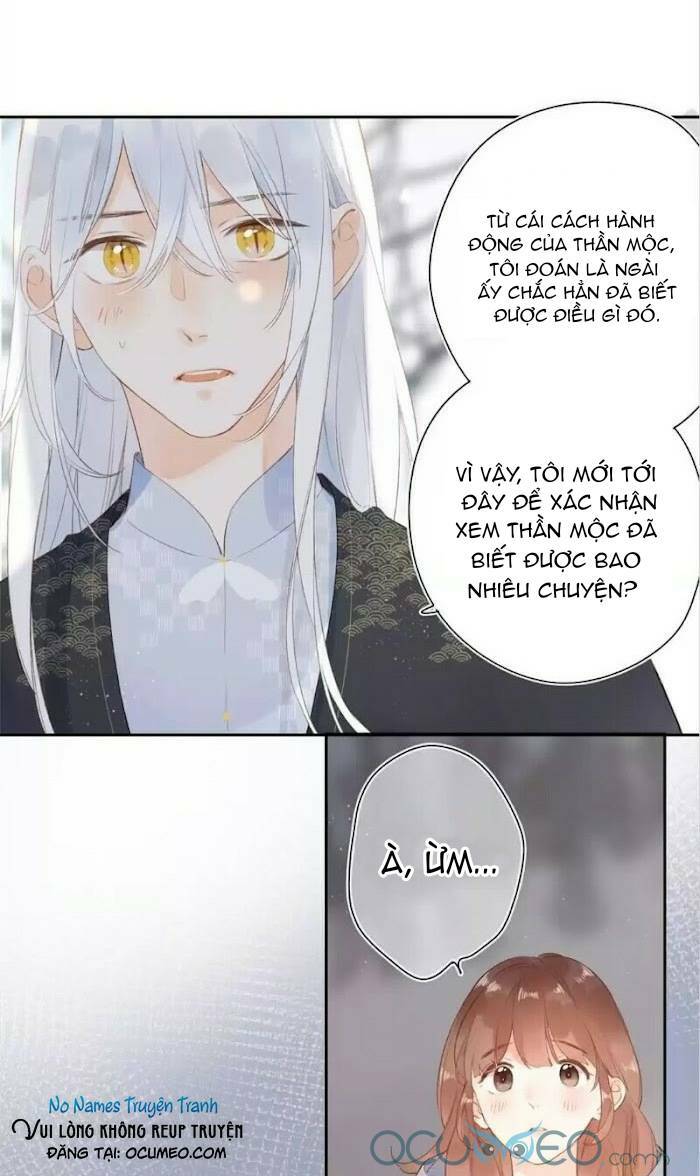 TỪ CÁI CÁCH HÀNH
ĐỘNG CỦA THẦN MỘC,
TÔI ĐOÁN LÀ NGÀI
ẤY CHẮC HẲN ĐÃ BIẾT
ĐƯỢC ĐIỀU GÌ ĐÓ.
VÌ VẬY, TÔI MỚI TỚI
ĐÂY ĐỂ XÁC NHẬN
XEM THẦN MỘC ĐÃ
BIẾT ĐƯỢC BAO
NHIÊU CHUYỆN?
À, ỪM...
No Names Truyện Tranh
VUI LÒNG KHÔNG REUP TRUYỆN
ĐĂNG TẠI: OCUMEO.COM
OCUMEO.com